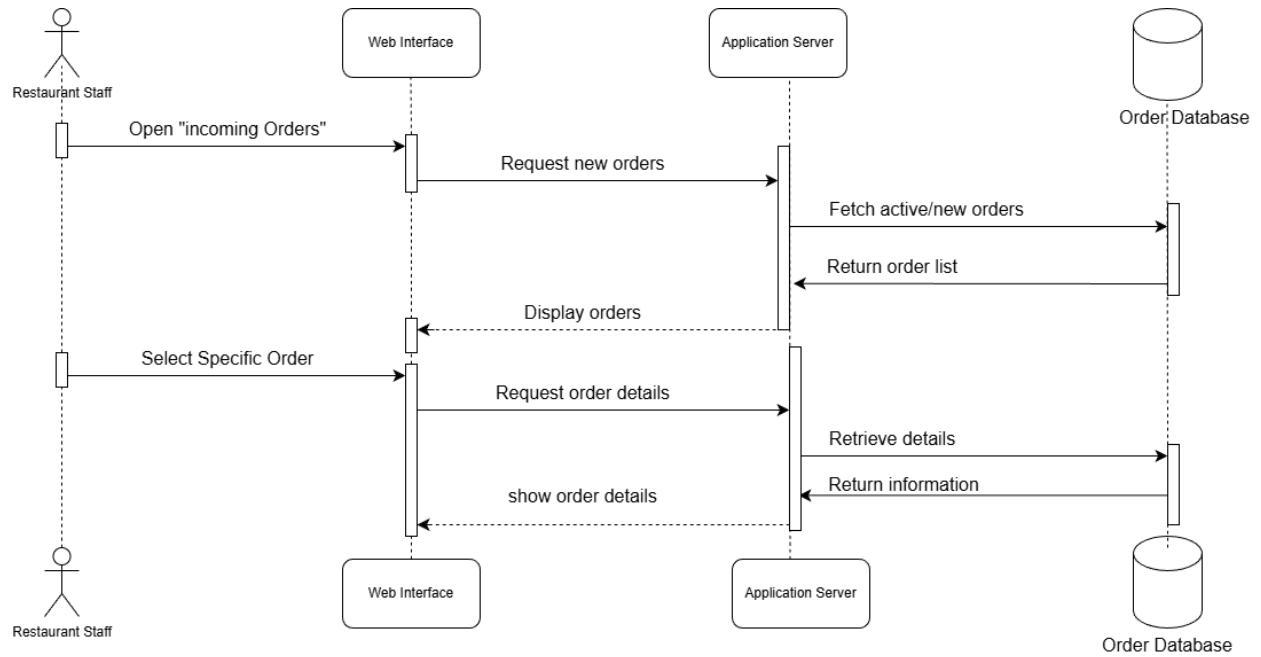 Restaurant Staff
Web Interface
Application Server
Order Database
Open "incoming Orders"
Request new orders
Fetch active/new orders
Return order list
Display orders
Select Specific Order
Request order details
Retrieve details
Return information
show order details
Restaurant Staff
Web Interface
Application Server
Order Database